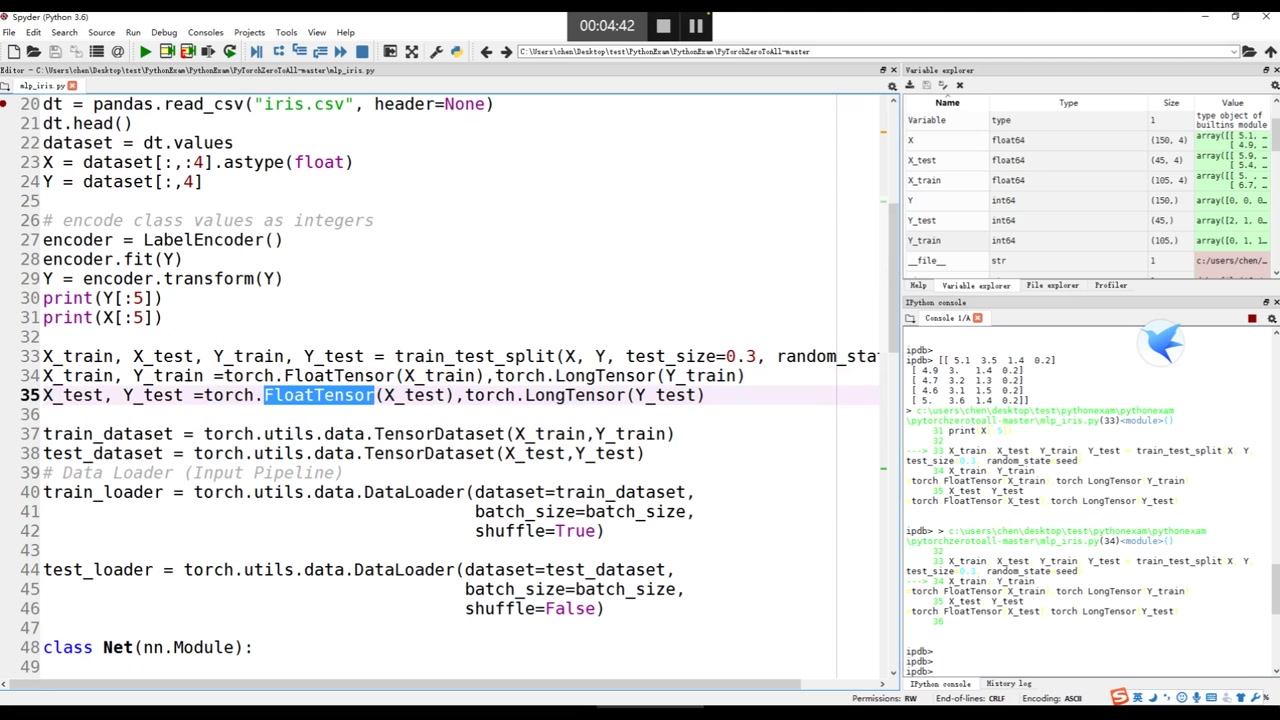 Spyder (Python 3.6)
00:04:42
File Edit Search Source Run Debug Consoles Projects Tools View Help
C:\Users\chen\Desktop\test\PythonExam\PythonExam\PyTorchZeroToAll-master
Editor - C:\Users\chen\Desktop\test\PythonExam\PythonExam\PyTorchZeroToAll-master\mlp_iris.py
mlp_iris.py
20 dt = pandas.read_csv("iris.csv", header=None)
21 dt.head()
22 dataset = dt.values
23 X = dataset[:,:4].astype(float)
24 Y = dataset[:,4]
25
26 # encode class values as integers
27 encoder = LabelEncoder()
28 encoder.fit(Y)
29 Y = encoder.transform(Y)
30 print(Y[:5])
31 print(X[:5])
32
33 X_train, X_test, Y_train, Y_test = train_test_split(X, Y, test_size=0.3, random_sta
34 X_train, Y_train =torch.FloatTensor(X_train),torch.LongTensor(Y_train)
35 X_test, Y_test =torch.FloatTensor(X_test),torch.LongTensor(Y_test)
36
37 train_dataset = torch.utils.data.TensorDataset(X_train,Y_train)
38 test_dataset = torch.utils.data.TensorDataset(X_test,Y_test)
39 # Data Loader (Input Pipeline)
40 train_loader = torch.utils.data.DataLoader(dataset=train_dataset,
41 batch_size=batch_size,
42 shuffle=True)
43
44 test_loader = torch.utils.data.DataLoader(dataset=test_dataset,
45 batch_size=batch_size,
46 shuffle=False)
47
48 class Net(nn.Module):
49
Variable explorer
Name Type Size Value
Variable type 1 type object of builtins module
X float64 (150, 4) array([[ 5.1, … [ 4.9, …
X_test float64 (45, 4) array([[ 5.9, … [ 5.4, …
X_train float64 (105, 4) array([[ 5. , … [ 6.7, …
Y int64 (150,) array([0, 0, 0…
Y_test int64 (45,) array([2, 1, 0…
Y_train int64 (105,) array([0, 1, 1…
__file__ str 1 c:/users/chen/…
Help Variable explorer File explorer Profiler
IPython console
Console 1/A
ipdb>
ipdb> [[ 5.1 3.5 1.4 0.2]
[ 4.9 3. 1.4 0.2]
[ 4.7 3.2 1.3 0.2]
[ 4.6 3.1 1.5 0.2]
[ 5. 3.6 1.4 0.2]]
> c:\users\chen\desktop\test\pythonexam\pythonexam
\pytorchzerotoall-master\mlp_iris.py(33)<module>()
31 print X 5
32
---> 33 X_train X_test Y_train Y_test = train_test_split X Y
test_size 0.3 random_state seed
34 X_train Y_train
torch FloatTensor X_train torch LongTensor Y_train
35 X_test Y_test
torch FloatTensor X_test torch LongTensor Y_test
ipdb> > c:\users\chen\desktop\test\pythonexam\pythonexam
\pytorchzerotoall-master\mlp_iris.py(34)<module>()
32
33 X_train X_test Y_train Y_test = train_test_split X Y
test_size 0.3 random_state seed
---> 34 X_train Y_train
torch FloatTensor X_train torch LongTensor Y_train
35 X_test Y_test
torch FloatTensor X_test torch LongTensor Y_test
36
ipdb>
ipdb>
ipdb>
IPython console History log
Permissions: RW End-of-lines: CRLF Encoding: ASCII
英